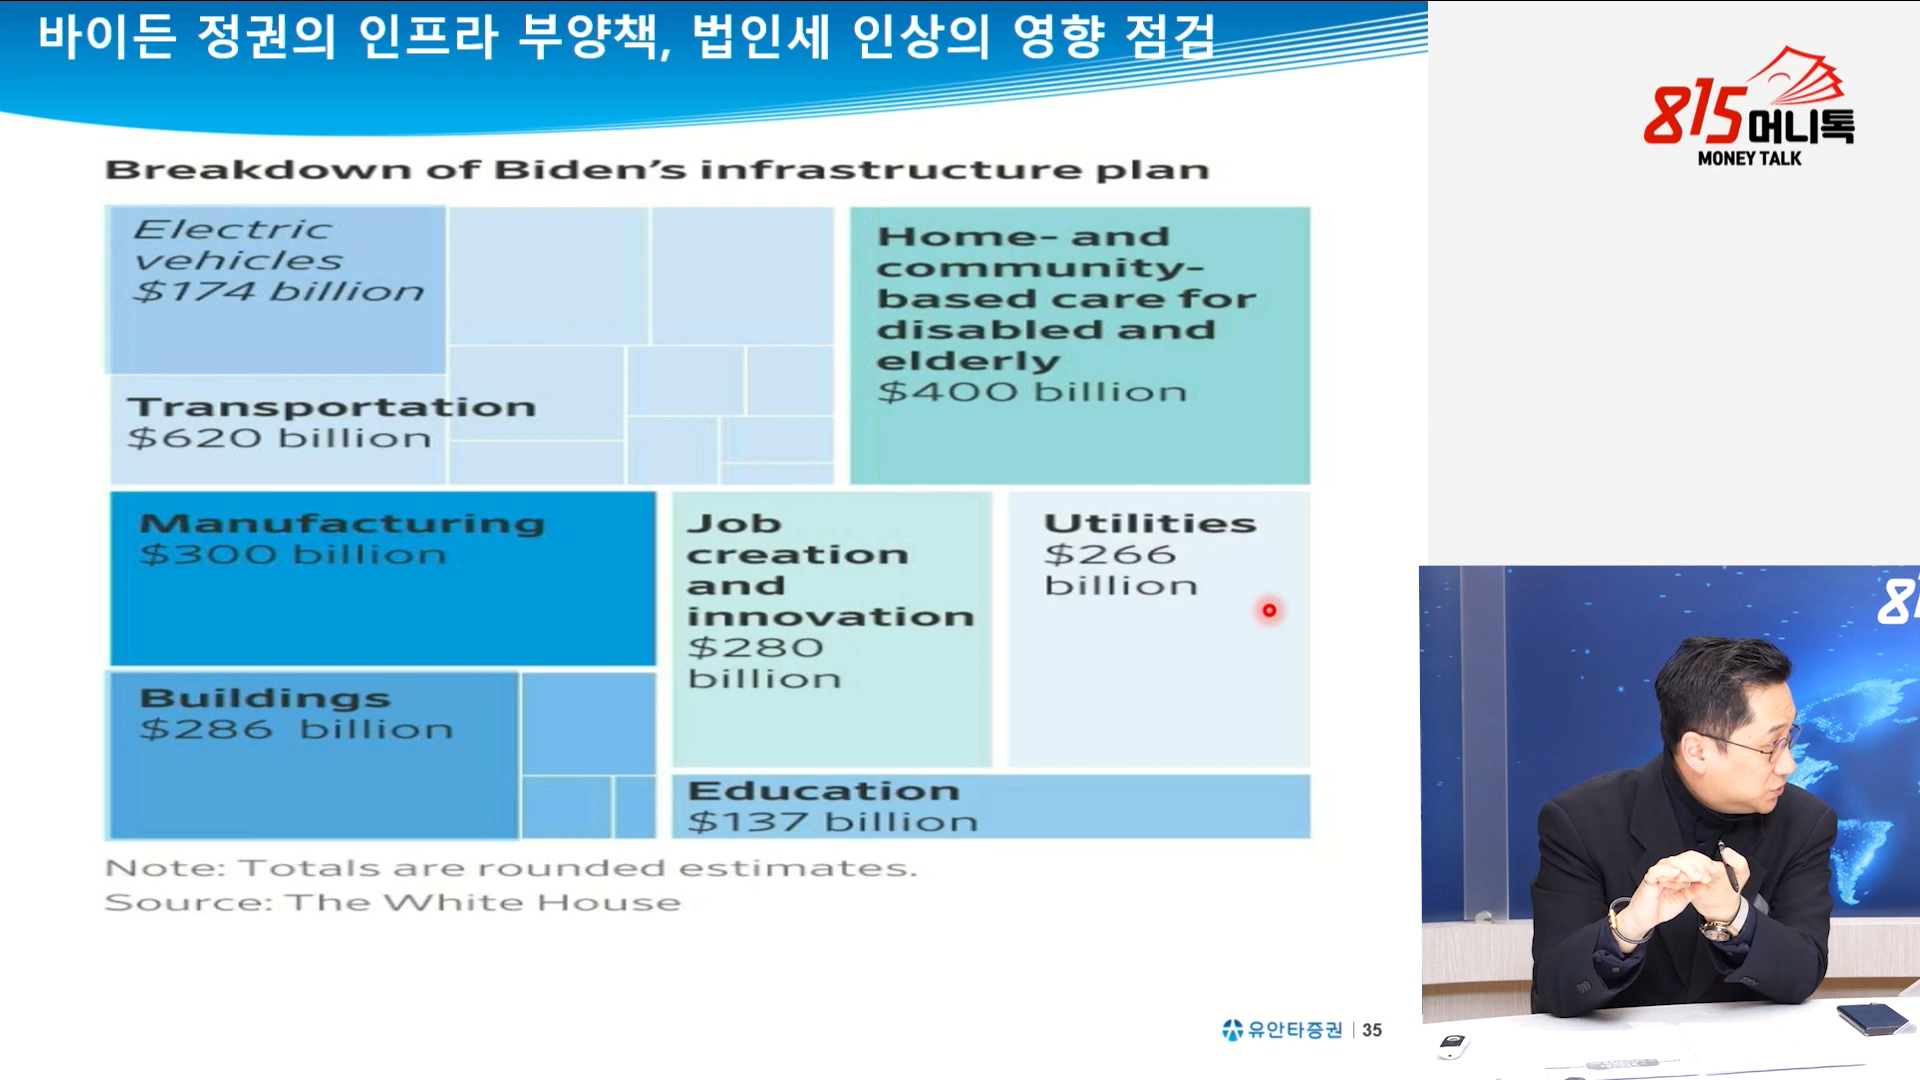 바이든 정권의 인프라 부양책, 법인세 인상의 영향 점검
815머니톡
MONEY TALK
Breakdown of Biden’s infrastructure plan
Electric
vehicles
$174 billion
Transportation
$620 billion
Home- and
community-
based care for
disabled and
elderly
$400 billion
Manufacturing
$300 billion
Job
creation
and
innovation
$280
billion
Utilities
$266
billion
Buildings
$286 billion
Education
$137 billion
Note: Totals are rounded estimates.
Source: The White House
유안타증권 | 35